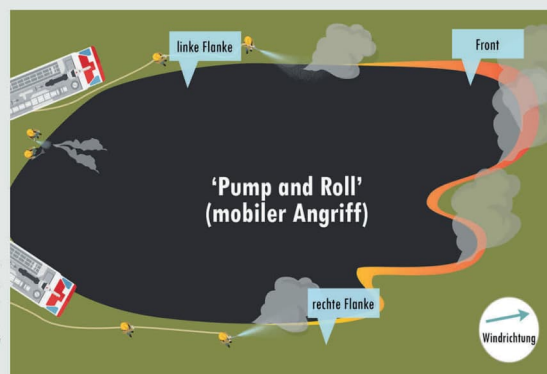 linke Flanke
Front
'Pump and Roll'
(mobiler Angriff)
rechte Flanke
Windrichtung